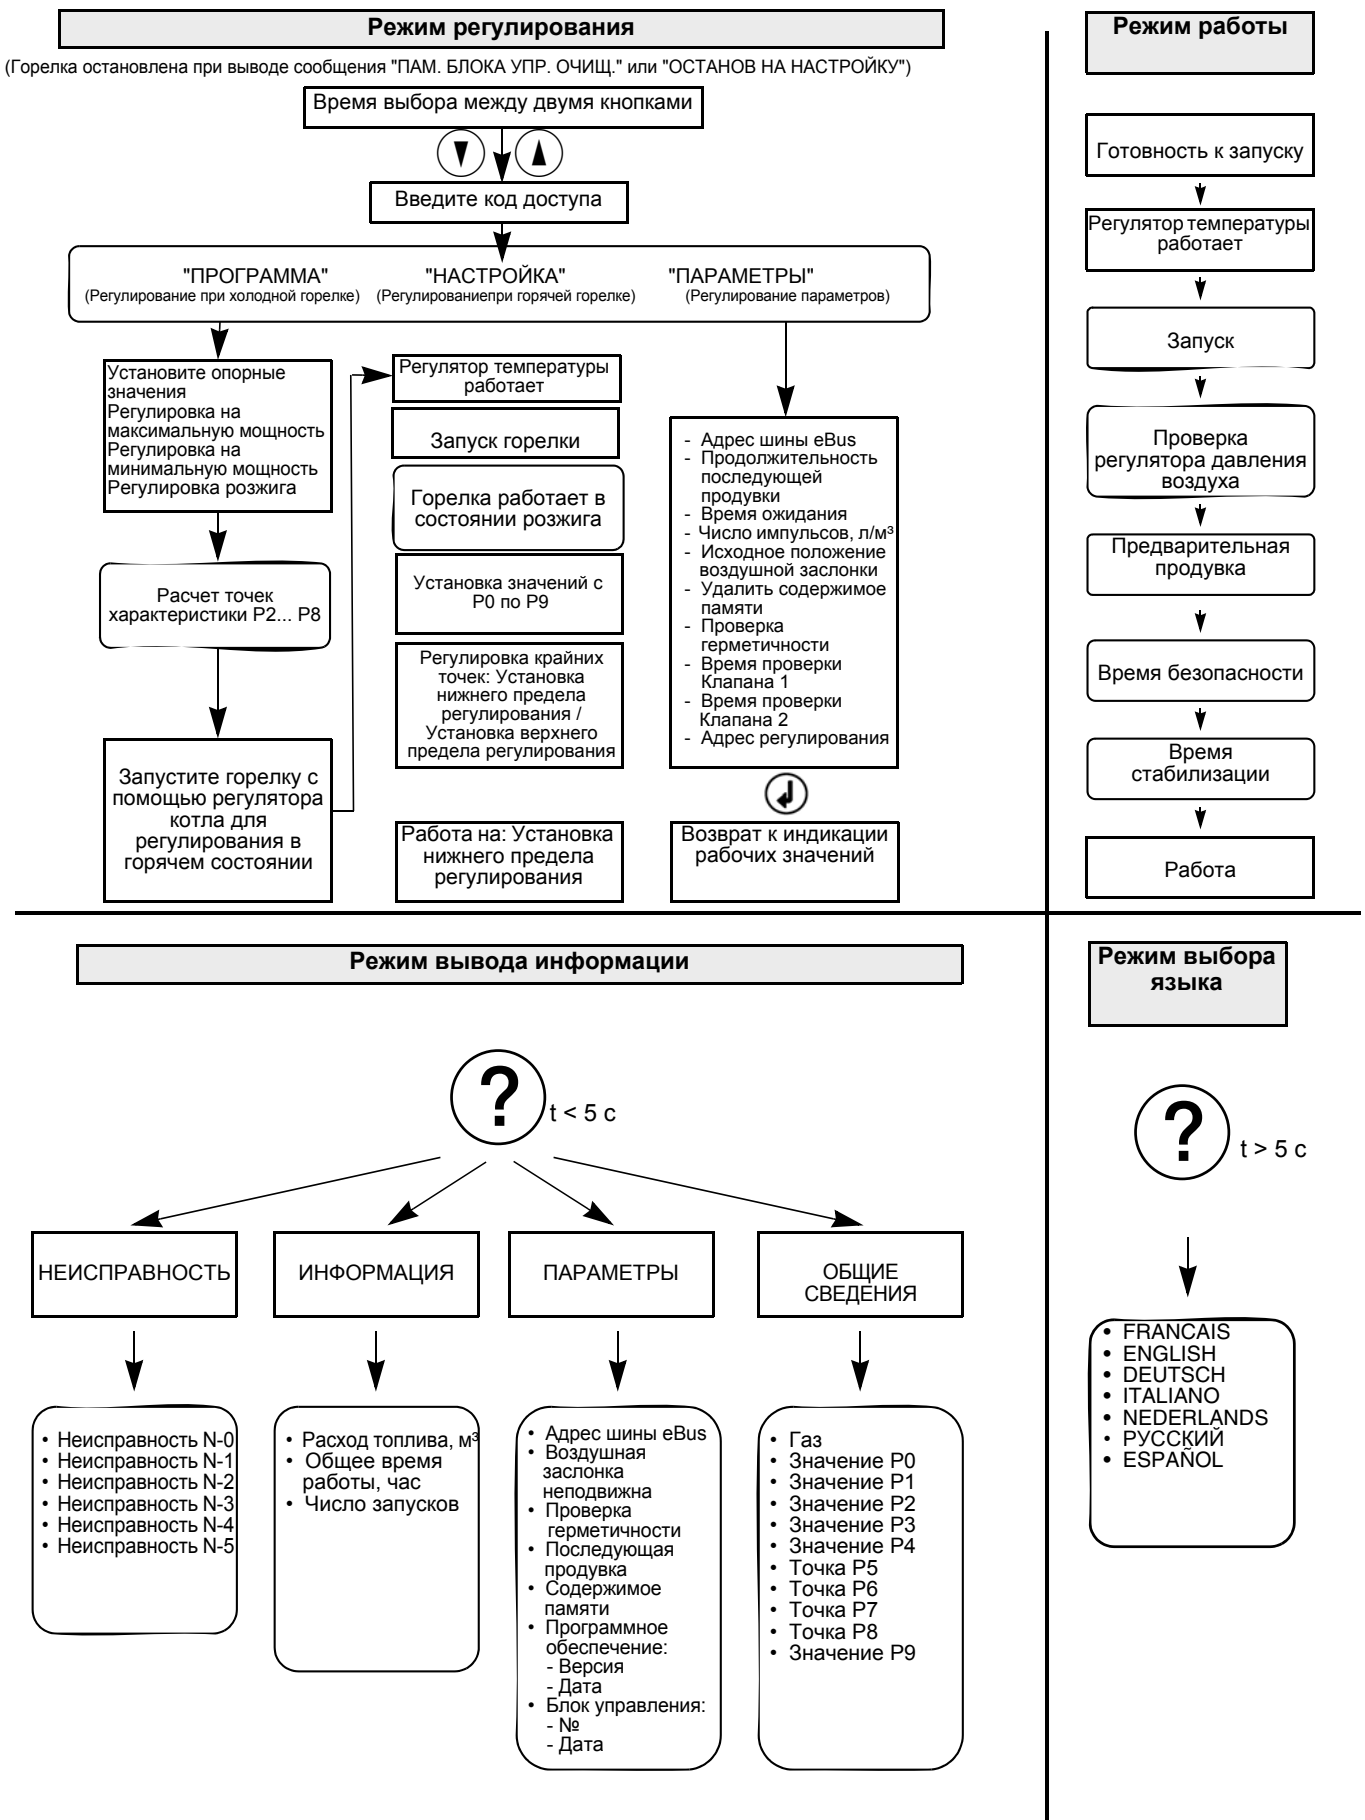 Режим регулирования
(Горелка остановлена при выводе сообщения "ПАМ. БЛОКА УПР. ОЧИЩ." или "ОСТАНОВ НА НАСТРОЙКУ")
Время выбора между двумя кнопками
Введите код доступа
"ПРОГРАММА"
(Регулирование при холодной горелке)
"НАСТРОЙКА"
(Регулированиепри горячей горелке)
"ПАРАМЕТРЫ"
(Регулирование параметров)
Установите опорные
значения
Регулировка на
максимальную мощность
Регулировка на
минимальную мощность
Регулировка розжига
Расчет точек
характеристики P2... P8
Запустите горелку с
помощью регулятора
котла для
регулирования в
горячем состоянии
Регулятор температуры
работает
Запуск горелки
Горелка работает в
состоянии розжига
Установка значений с
P0 по P9
Регулировка крайних
точек: Установка
нижнего предела
регулирования /
Установка верхнего
предела регулирования
Работа на: Установка
нижнего предела
регулирования
- Адрес шины eBus
- Продолжительность
последующей
продувки
- Время ожидания
- Число импульсов, л/м³
- Исходное положение
воздушной заслонки
- Удалить содержимое
памяти
- Проверка
герметичности
- Время проверки
Клапана 1
- Время проверки
Клапана 2
- Адрес регулирования
Возврат к индикации
рабочих значений
Режим работы
Готовность к запуску
Регулятор температуры
работает
Запуск
Проверка
регулятора давления
воздуха
Предварительная
продувка
Время безопасности
Время
стабилизации
Работа
Режим вывода информации
?
t < 5 c
НЕИСПРАВНОСТЬ
• Неисправность N-0
• Неисправность N-1
• Неисправность N-2
• Неисправность N-3
• Неисправность N-4
• Неисправность N-5
ИНФОРМАЦИЯ
• Расход топлива, м³
• Общее время
работы, час
• Число запусков
ПАРАМЕТРЫ
• Адрес шины eBus
• Воздушная
заслонка
неподвижна
• Проверка
герметичности
• Последующая
продувка
• Содержимое
памяти
• Программное
обеспечение:
- Версия
- Дата
• Блок управления:
- №
- Дата
ОБЩИЕ
СВЕДЕНИЯ
• Газ
• Значение P0
• Значение P1
• Значение P2
• Значение P3
• Значение P4
• Точка P5
• Точка P6
• Точка P7
• Точка P8
• Значение P9
Режим выбора
языка
?
t > 5 c
• FRANCAIS
• ENGLISH
• DEUTSCH
• ITALIANO
• NEDERLANDS
• РУССКИЙ
• ESPAÑOL